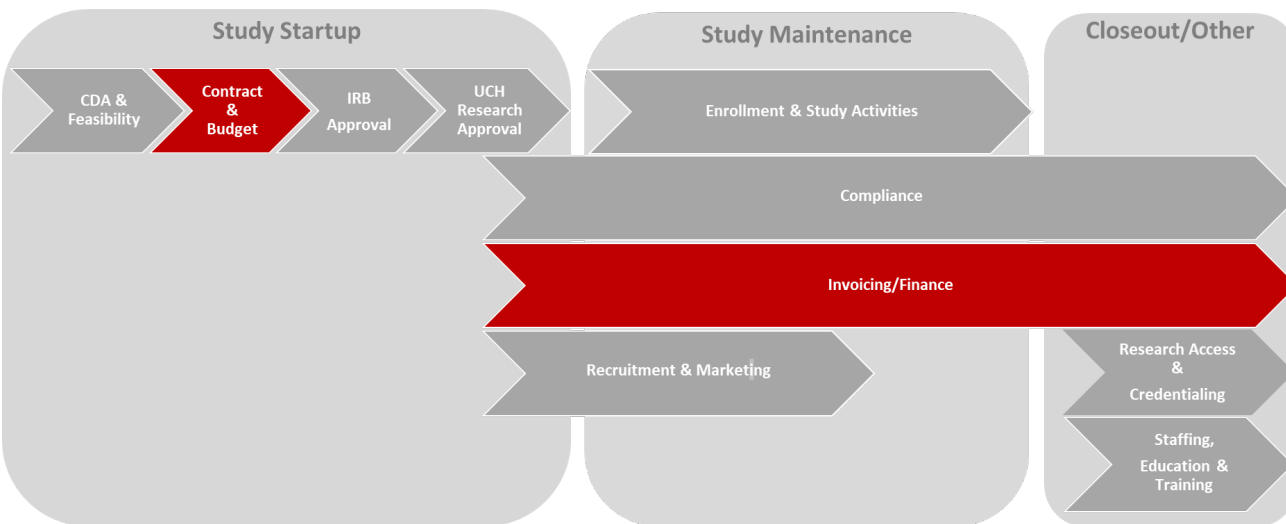 Study Startup
Study Maintenance
Closeout/Other
CDA &
Feasibility
Contract
&
Budget
IRB
Approval
UCH
Research
Approval
Enrollment & Study Activities
Compliance
Invoicing/Finance
Recruitment & Marketing
Research Access
&
Credentialing
Staffing,
Education &
Training